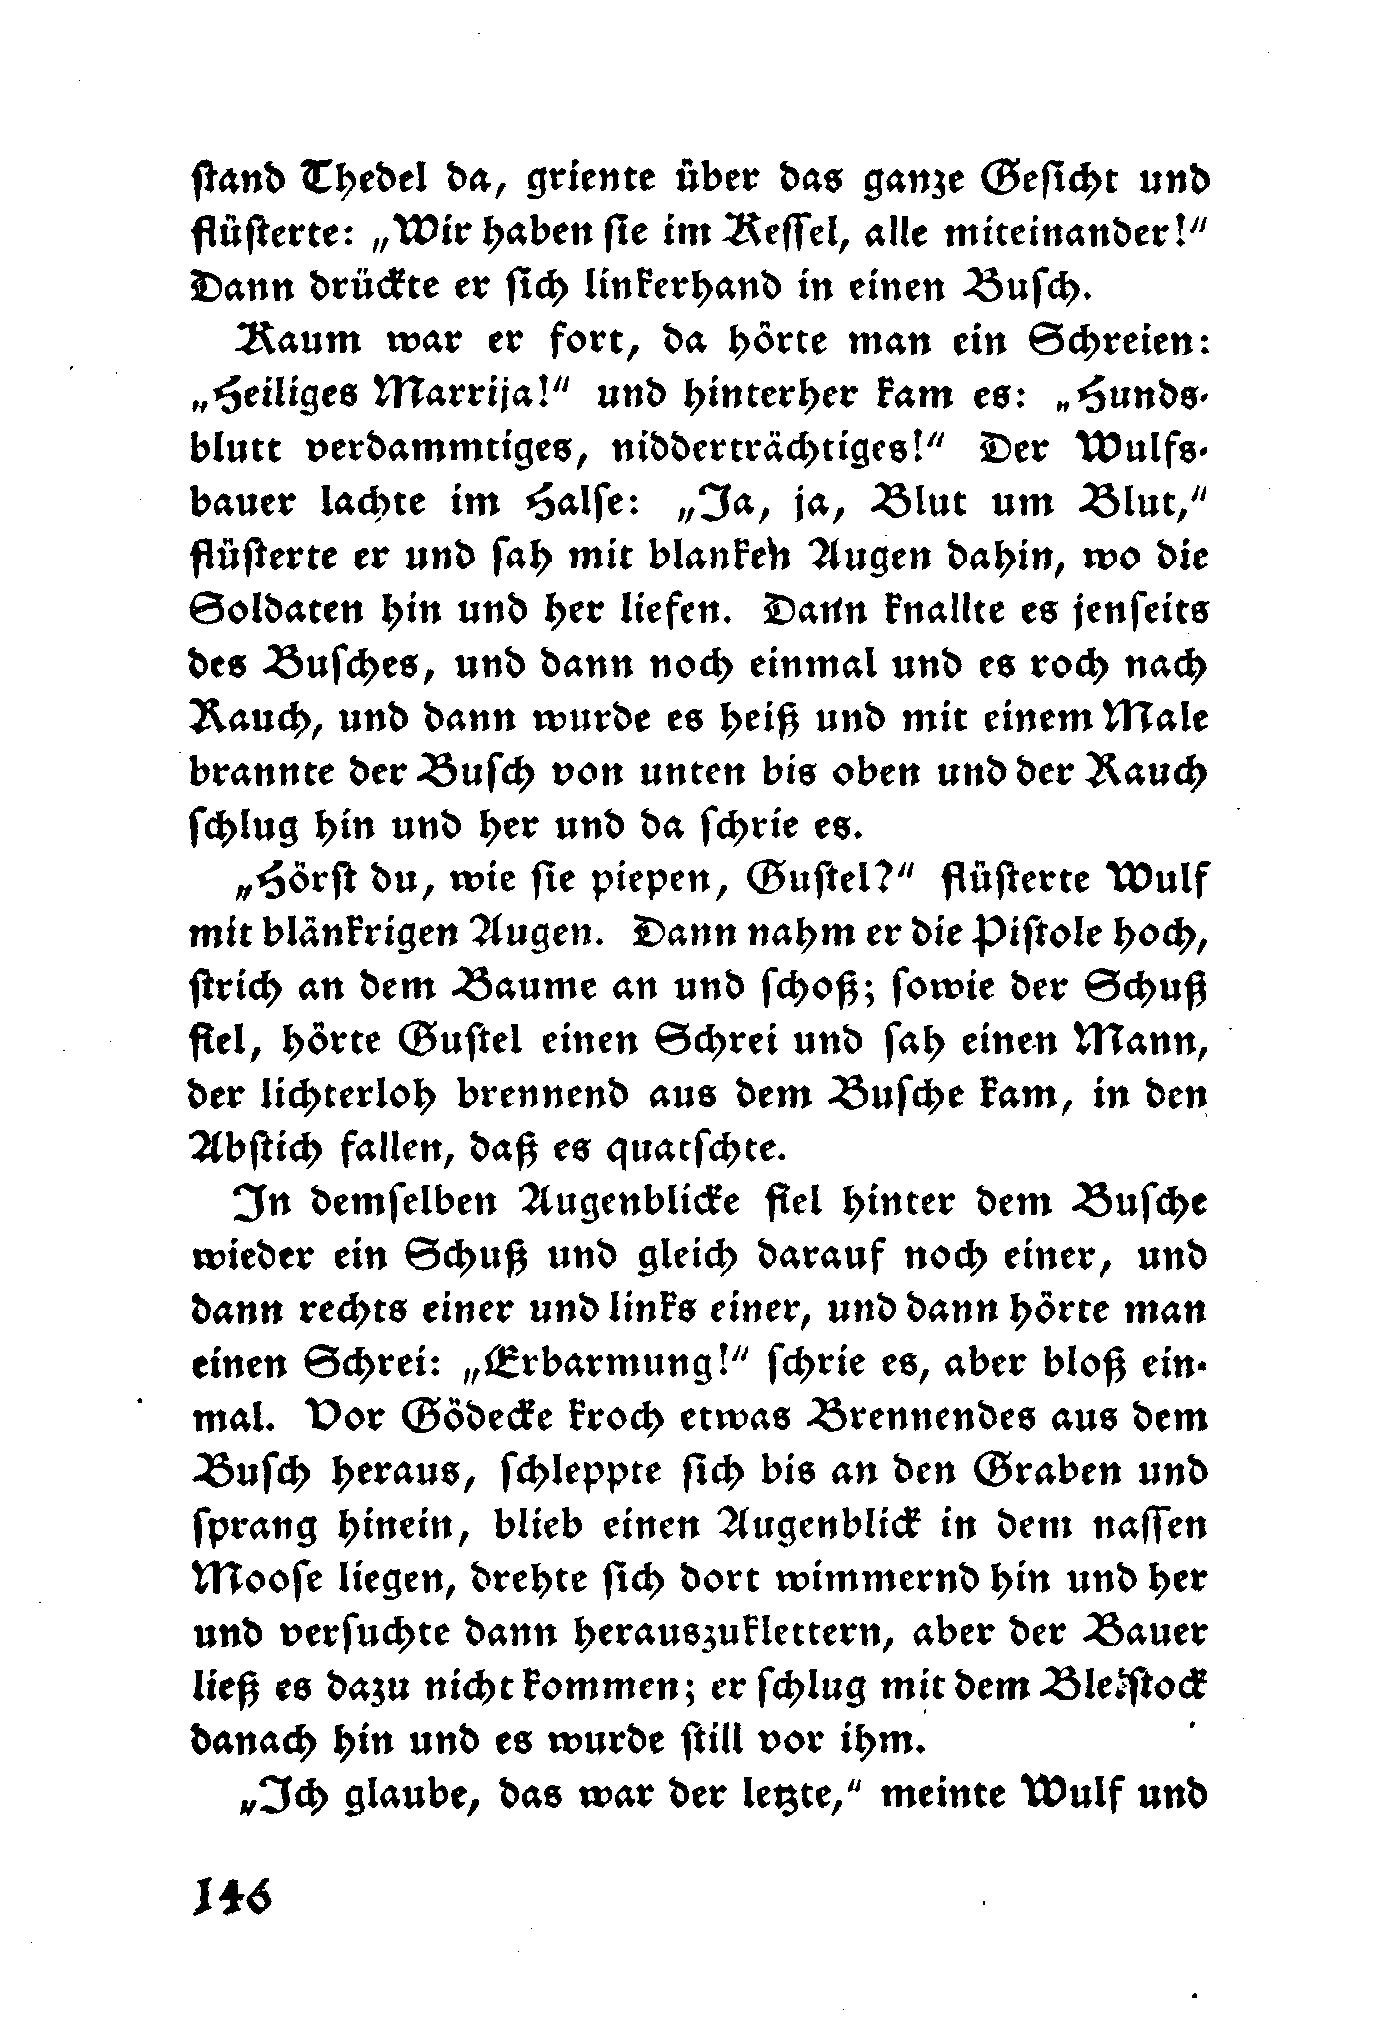 stand Thedel da, griente über das ganze Gesicht und
flüsterte: „Wir haben sie im Kessel, alle miteinander!“
Dann drückte er sich linkerhand in einen Busch.
Kaum war er fort, da hörte man ein Schreien:
„Heiliges Marrija!“ und hinterher kam es: „Hunds-
blutt verdammtiges, nidderträchtiges!“ Der Wulfs-
bauer lachte im Halse: „Ja, ja, Blut um Blut,“
flüsterte er und sah mit blanken Augen dahin, wo die
Soldaten hin und her liefen. Dann knallte es jenseits
des Busches, und dann noch einmal und es roch nach
Rauch, und dann wurde es heiß und mit einem Male
brannte der Busch von unten bis oben und der Rauch
schlug hin und her und da schrie es.
„Hörst du, wie sie piepen, Gustel?“ flüsterte Wulf
mit blänkrigen Augen. Dann nahm er die Pistole hoch,
strich an dem Baume an und schoß; sowie der Schuß
fiel, hörte Gustel einen Schrei und sah einen Mann,
der lichterloh brennend aus dem Busche kam, in den
Abstich fallen, daß es quatschte.
In demselben Augenblicke fiel hinter dem Busche
wieder ein Schuß und gleich darauf noch einer, und
dann rechts einer und links einer, und dann hörte man
einen Schrei: „Erbarmung!“ schrie es, aber bloß ein-
mal. Vor Gödecke kroch etwas Brennendes aus dem
Busch heraus, schleppte sich bis an den Graben und
sprang hinein, blieb einen Augenblick in dem nassen
Moose liegen, drehte sich dort wimmernd hin und her
und versuchte dann herauszuklettern, aber der Bauer
ließ es dazu nicht kommen; er schlug mit dem Bleistock
danach hin und es wurde still vor ihm.
„Ich glaube, das war der letzte,“ meinte Wulf und
146